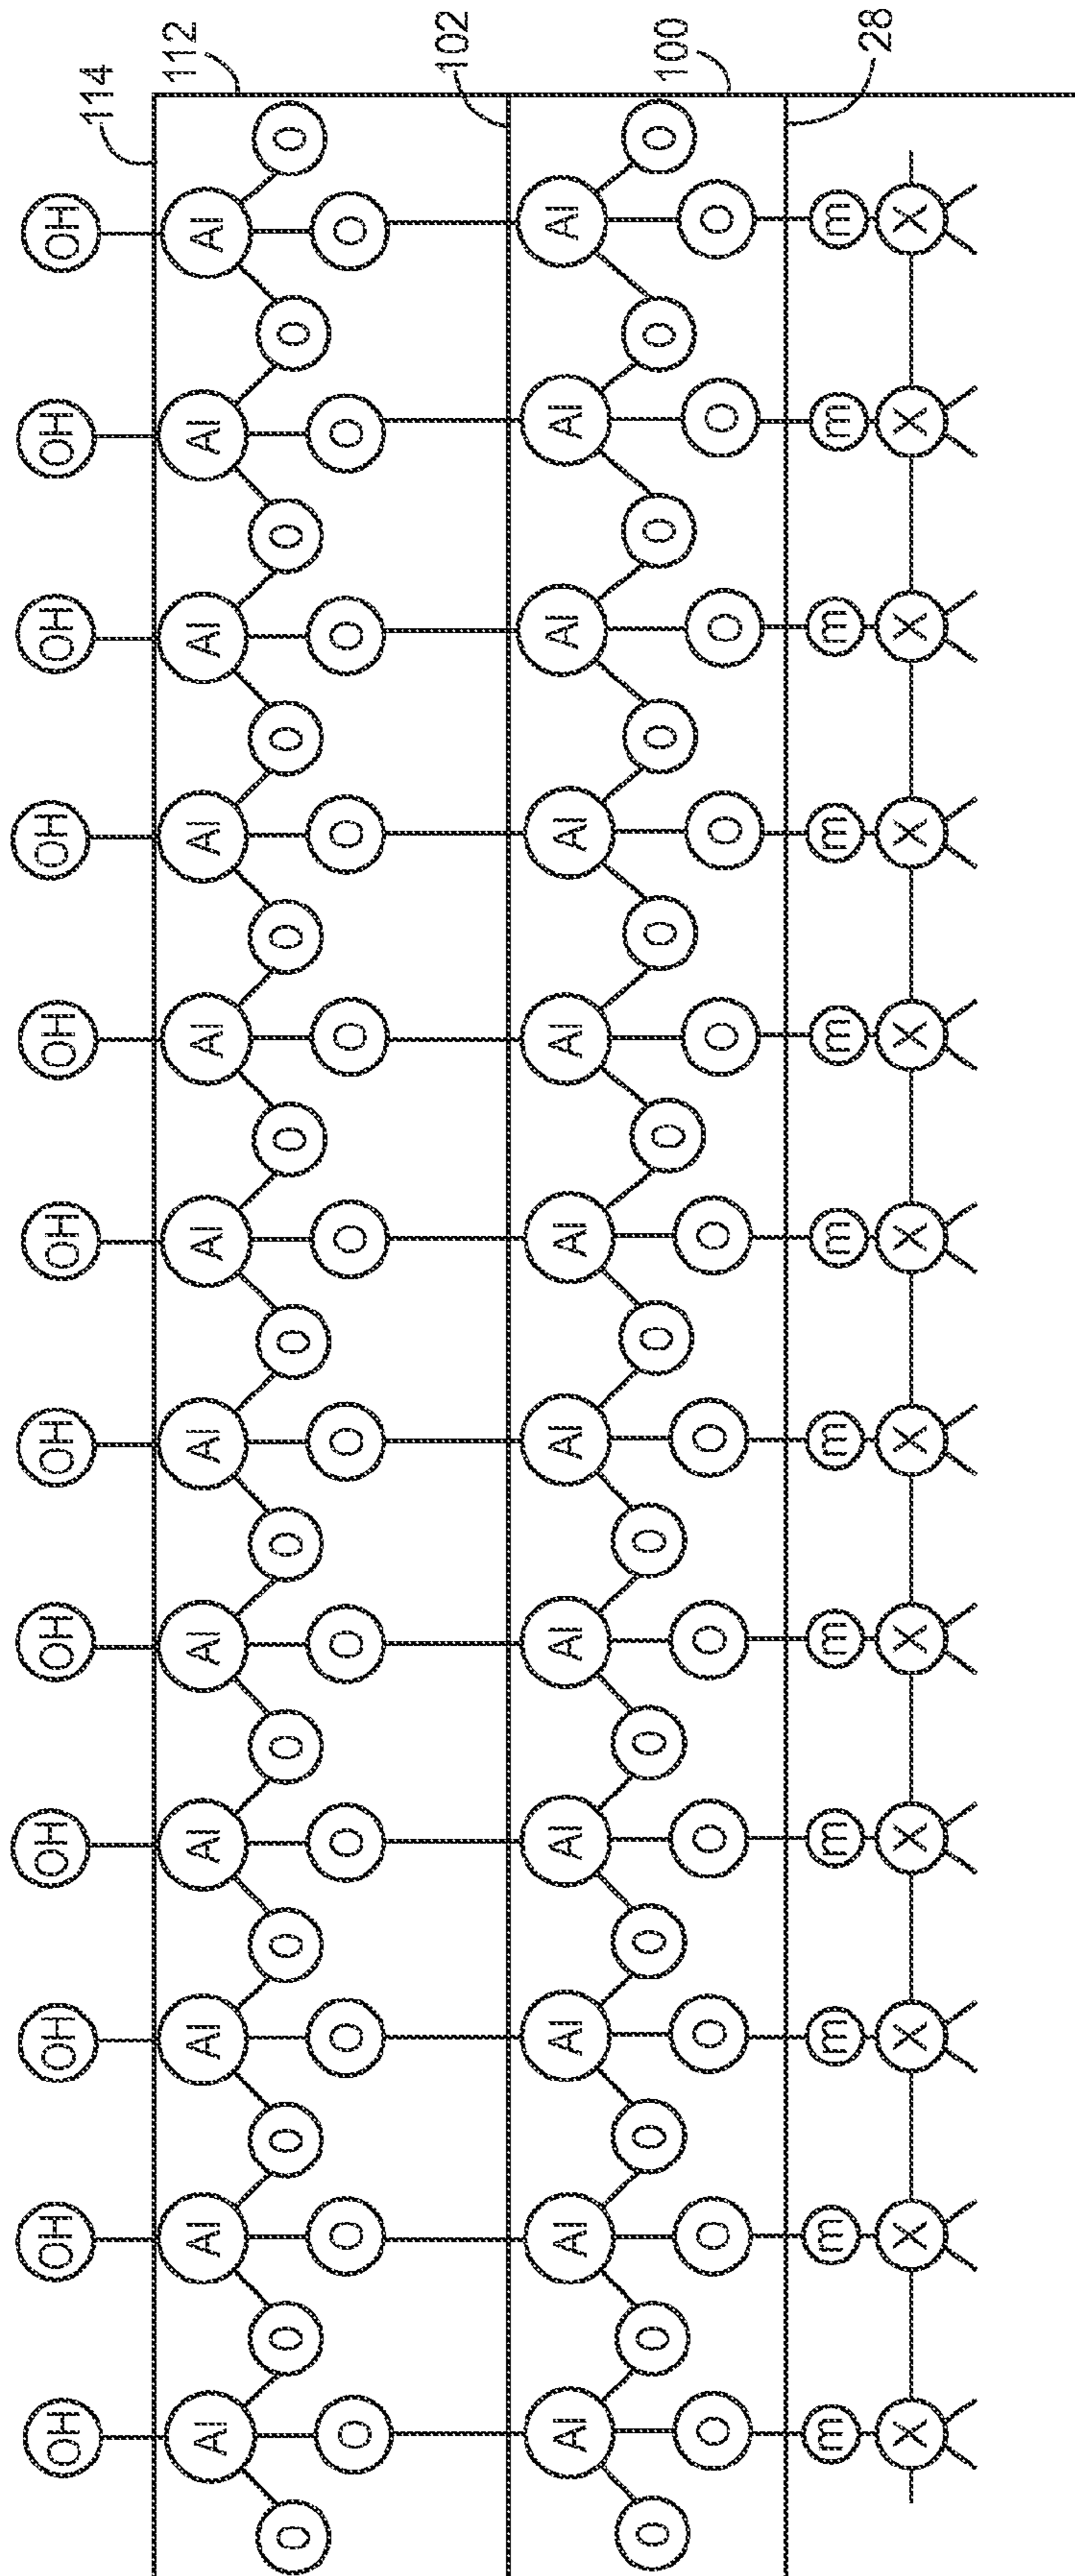 OH OH OH OH OH OH OH OH OH OH OH OH
114
Al Al Al Al Al Al Al Al Al Al Al Al
112
O O O O O O O O O O O O O
O O O O O O O O O O O O
102
Al Al Al Al Al Al Al Al Al Al Al Al
O O O O O O O O O O O O O
100
O O O O O O O O O O O O
m m m m m m m m m m m m
28
X X X X X X X X X X X X